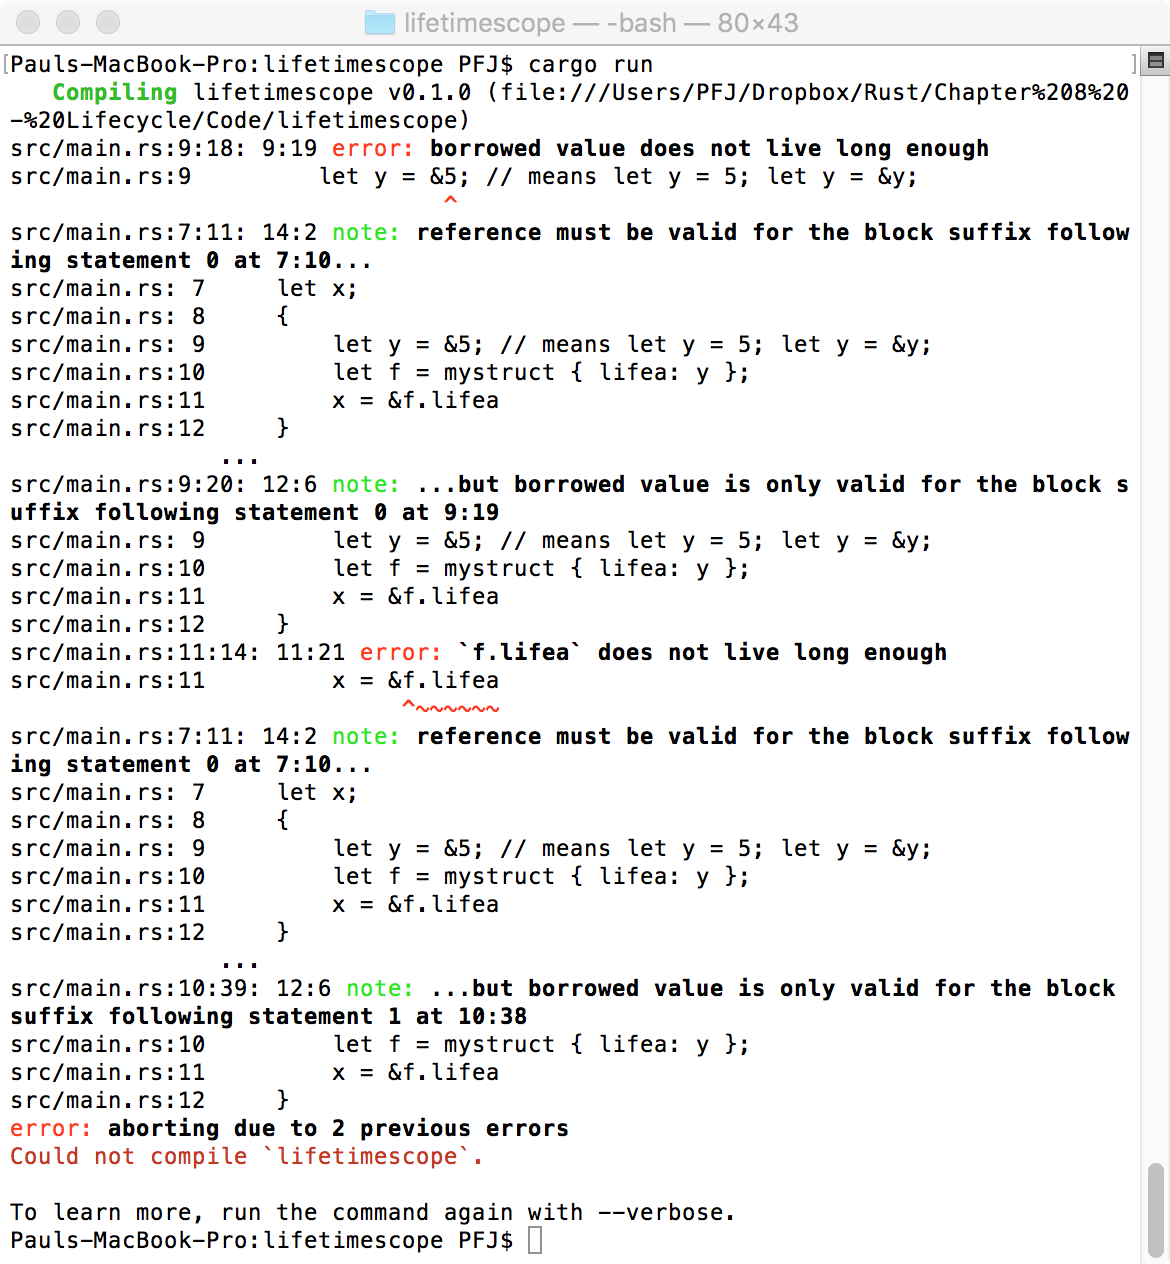 lifetimescope — -bash — 80×43
Pauls-MacBook-Pro:lifetimescope PFJ$ cargo run
   Compiling lifetimescope v0.1.0 (file:///Users/PFJ/Dropbox/Rust/Chapter%208%20
-%20Lifecycle/Code/lifetimescope)
src/main.rs:9:18: 9:19 error: borrowed value does not live long enough
src/main.rs:9         let y = &5; // means let y = 5; let y = &y;
                               ^
src/main.rs:7:11: 14:2 note: reference must be valid for the block suffix follow
ing statement 0 at 7:10...
src/main.rs: 7     let x;
src/main.rs: 8     {
src/main.rs: 9         let y = &5; // means let y = 5; let y = &y;
src/main.rs:10         let f = mystruct { lifea: y };
src/main.rs:11         x = &f.lifea
src/main.rs:12     }
               ...
src/main.rs:9:20: 12:6 note: ...but borrowed value is only valid for the block s
uffix following statement 0 at 9:19
src/main.rs: 9         let y = &5; // means let y = 5; let y = &y;
src/main.rs:10         let f = mystruct { lifea: y };
src/main.rs:11         x = &f.lifea
src/main.rs:12     }
src/main.rs:11:14: 11:21 error: `f.lifea` does not live long enough
src/main.rs:11         x = &f.lifea
                            ^~~~~~~
src/main.rs:7:11: 14:2 note: reference must be valid for the block suffix follow
ing statement 0 at 7:10...
src/main.rs: 7     let x;
src/main.rs: 8     {
src/main.rs: 9         let y = &5; // means let y = 5; let y = &y;
src/main.rs:10         let f = mystruct { lifea: y };
src/main.rs:11         x = &f.lifea
src/main.rs:12     }
               ...
src/main.rs:10:39: 12:6 note: ...but borrowed value is only valid for the block
suffix following statement 1 at 10:38
src/main.rs:10         let f = mystruct { lifea: y };
src/main.rs:11         x = &f.lifea
src/main.rs:12     }
error: aborting due to 2 previous errors
Could not compile `lifetimescope`.

To learn more, run the command again with --verbose.
Pauls-MacBook-Pro:lifetimescope PFJ$